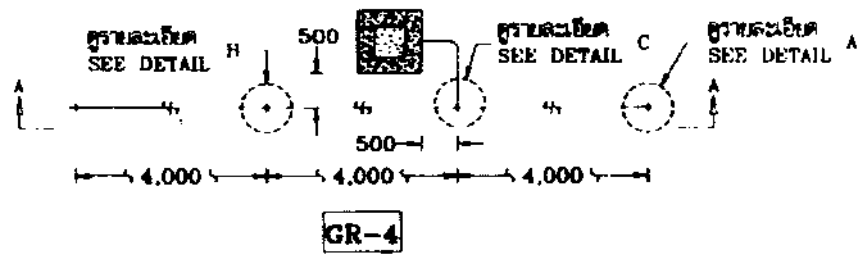 ดูรายละเอียด
SEE DETAIL H
500
ดูรายละเอียด
SEE DETAIL C
ดูรายละเอียด
SEE DETAIL A
A
A
500
4,000
4,000
4,000
GR-4